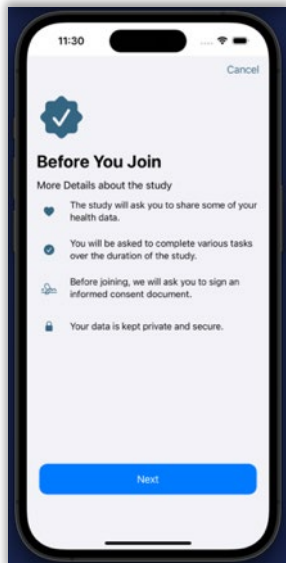 11:30
Cancel
Before You Join
More Details about the study
The study will ask you to share some of your
health data.
You will be asked to complete various tasks
over the duration of the study.
Before joining, we will ask you to sign an
informed consent document.
Your data is kept private and secure.
Next